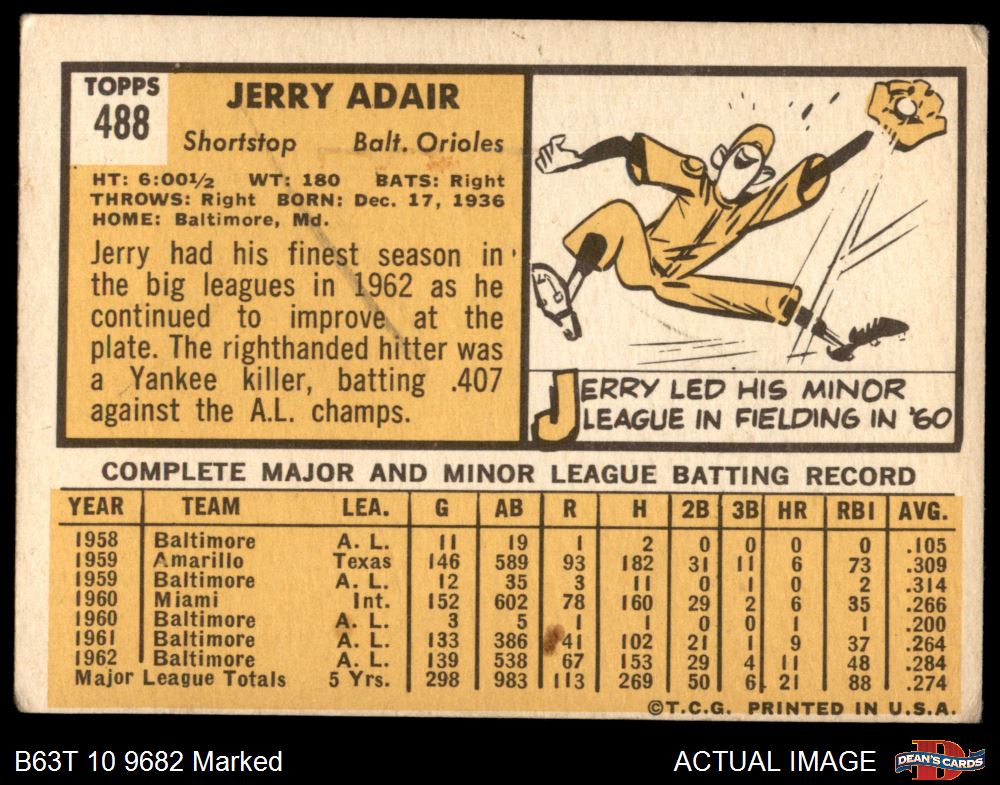 TOPPS
488
JERRY ADAIR
Shortstop Balt. Orioles
HT: 6:00½ WT: 180 BATS: Right
THROWS: Right BORN: Dec. 17, 1936
HOME: Baltimore, Md.
Jerry had his finest season in
the big leagues in 1962 as he
continued to improve at the
plate. The righthanded hitter was
a Yankee killer, batting .407
against the A.L. champs.
JERRY LED HIS MINOR
LEAGUE IN FIELDING IN '60
COMPLETE MAJOR AND MINOR LEAGUE BATTING RECORD
YEAR TEAM LEA. G AB R H 2B 3B HR RBI AVG.
1958 Baltimore A. L. 11 19 1 2 0 0 0 0 .105
1959 Amarillo Texas 146 589 93 182 31 11 6 73 .309
1959 Baltimore A. L. 12 35 3 11 0 1 0 2 .314
1960 Miami Int. 152 602 78 160 29 2 6 35 .266
1960 Baltimore A. L. 3 5 1 1 0 0 1 1 .200
1961 Baltimore A. L. 133 386 41 102 21 1 9 37 .264
1962 Baltimore A. L. 139 538 67 153 29 4 11 48 .284
Major League Totals 5 Yrs. 298 983 113 269 50 6 21 88 .274
©T.C.G. PRINTED IN U.S.A.
B63T 10 9682 Marked ACTUAL IMAGE DEAN'S CARDS